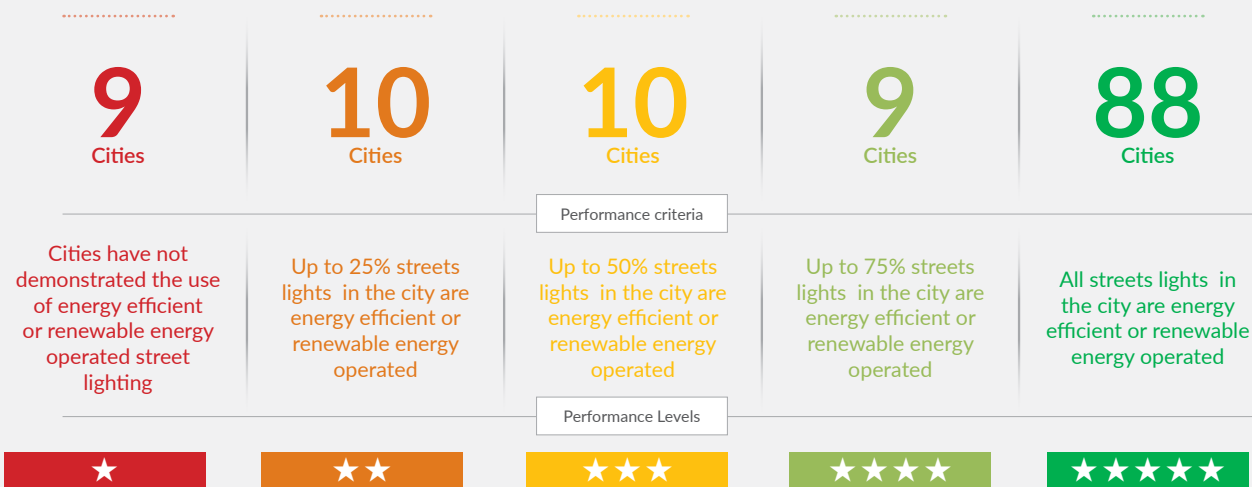 9
Cities
10
Cities
10
Cities
9
Cities
88
Cities
Performance criteria
Cities have not
demonstrated the use
of energy efficient
or renewable energy
operated street
lighting
Up to 25% streets
lights in the city are
energy efficient or
renewable energy
operated
Up to 50% streets
lights in the city are
energy efficient or
renewable energy
operated
Up to 75% streets
lights in the city are
energy efficient or
renewable energy
operated
All streets lights in
the city are energy
efficient or renewable
energy operated
Performance Levels